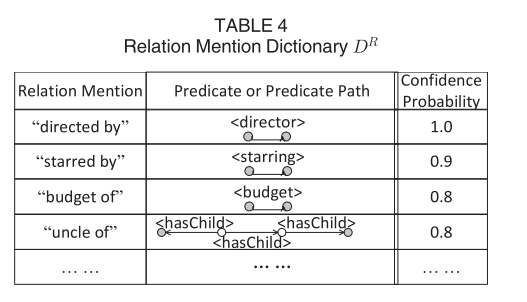 TABLE 4
Relation Mention Dictionary D^R
Relation Mention Predicate or Predicate Path Confidence Probability
“directed by” <director> 1.0
“starred by” <starring> 0.9
“budget of” <budget> 0.8
“uncle of” <hasChild> <hasChild> <hasChild> 0.8
... ... ... ... ... ...